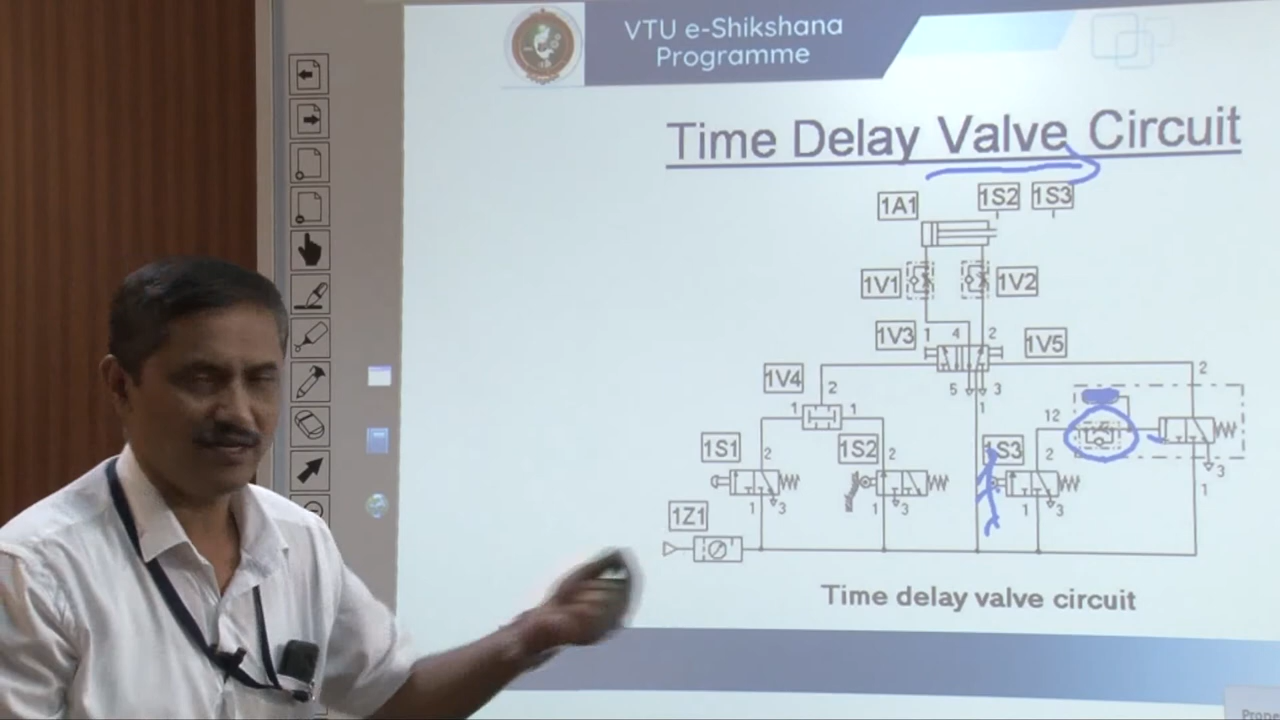 VTU e-Shikshana
Programme
Time Delay Valve Circuit
1A1
1S2
1S3
1V1
1V2
1V3
1 4 2
1V5
5 3
1
2
1V4
2
1 1
12
1S1
2
1S2
2
1S3
2
3
1
1 3
1 3
1 3
1Z1
Time delay valve circuit